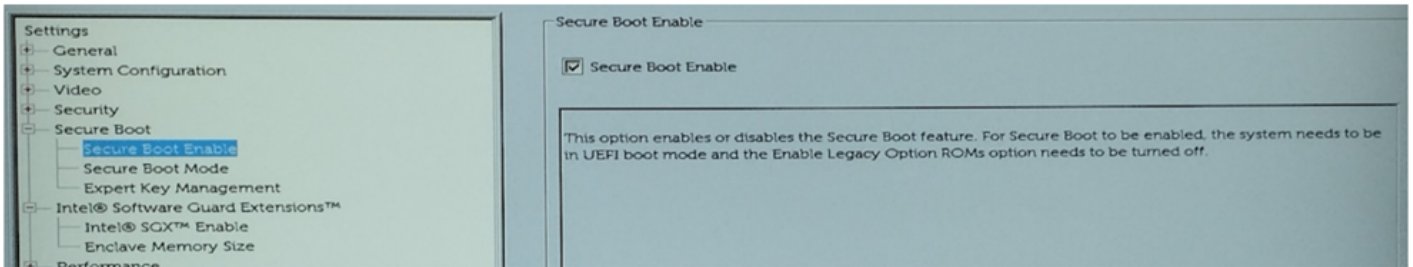 Settings
General
System Configuration
Video
Security
Secure Boot
Secure Boot Enable
Secure Boot Mode
Expert Key Management
Intel® Software Guard Extensions™
Intel® SGX™ Enable
Enclave Memory Size
Performance
Secure Boot Enable
Secure Boot Enable
This option enables or disables the Secure Boot feature. For Secure Boot to be enabled, the system needs to be
in UEFI boot mode and the Enable Legacy Option ROMs option needs to be turned off.